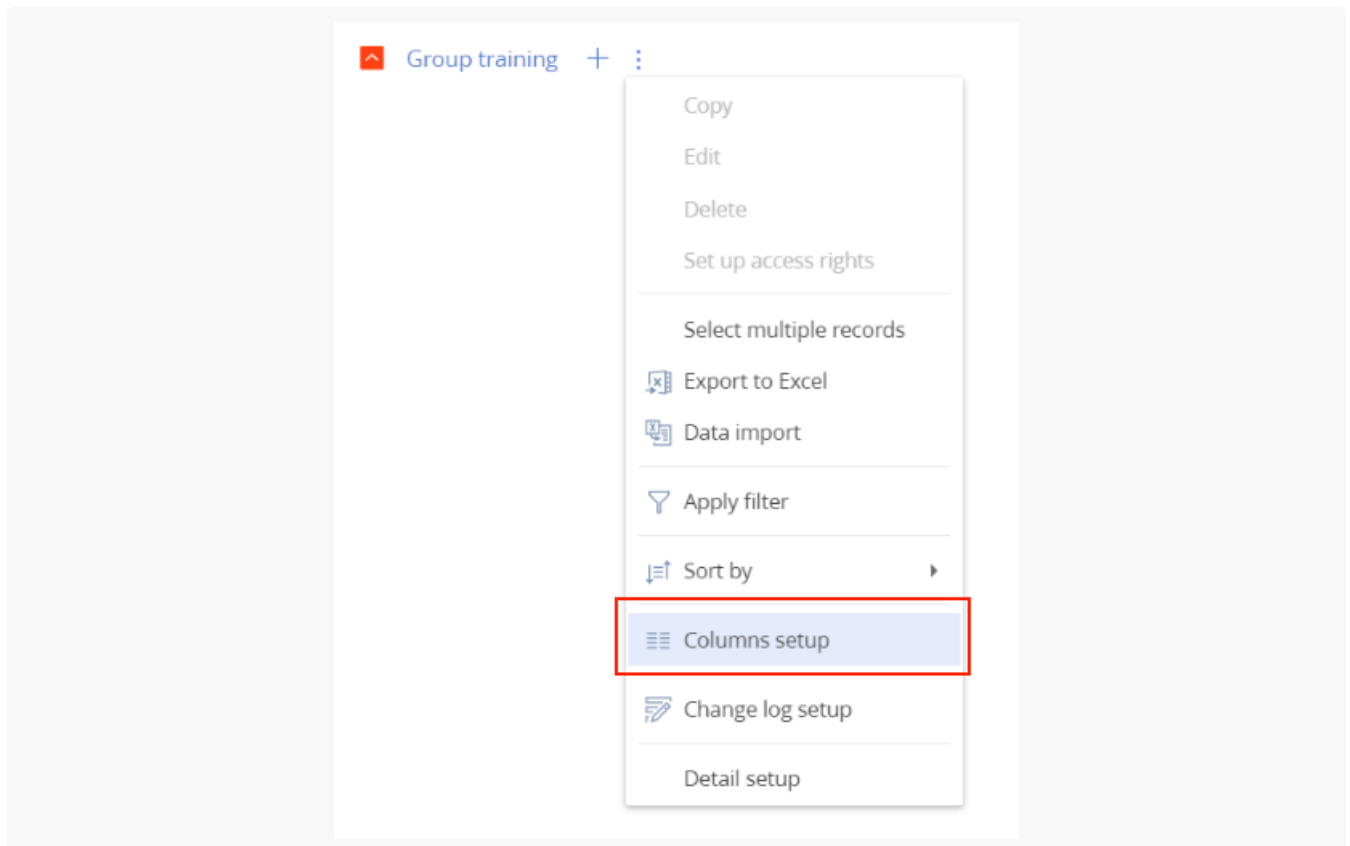 Group training
Copy
Edit
Delete
Set up access rights
Select multiple records
Export to Excel
Data import
Apply filter
Sort by
Columns setup
Change log setup
Detail setup